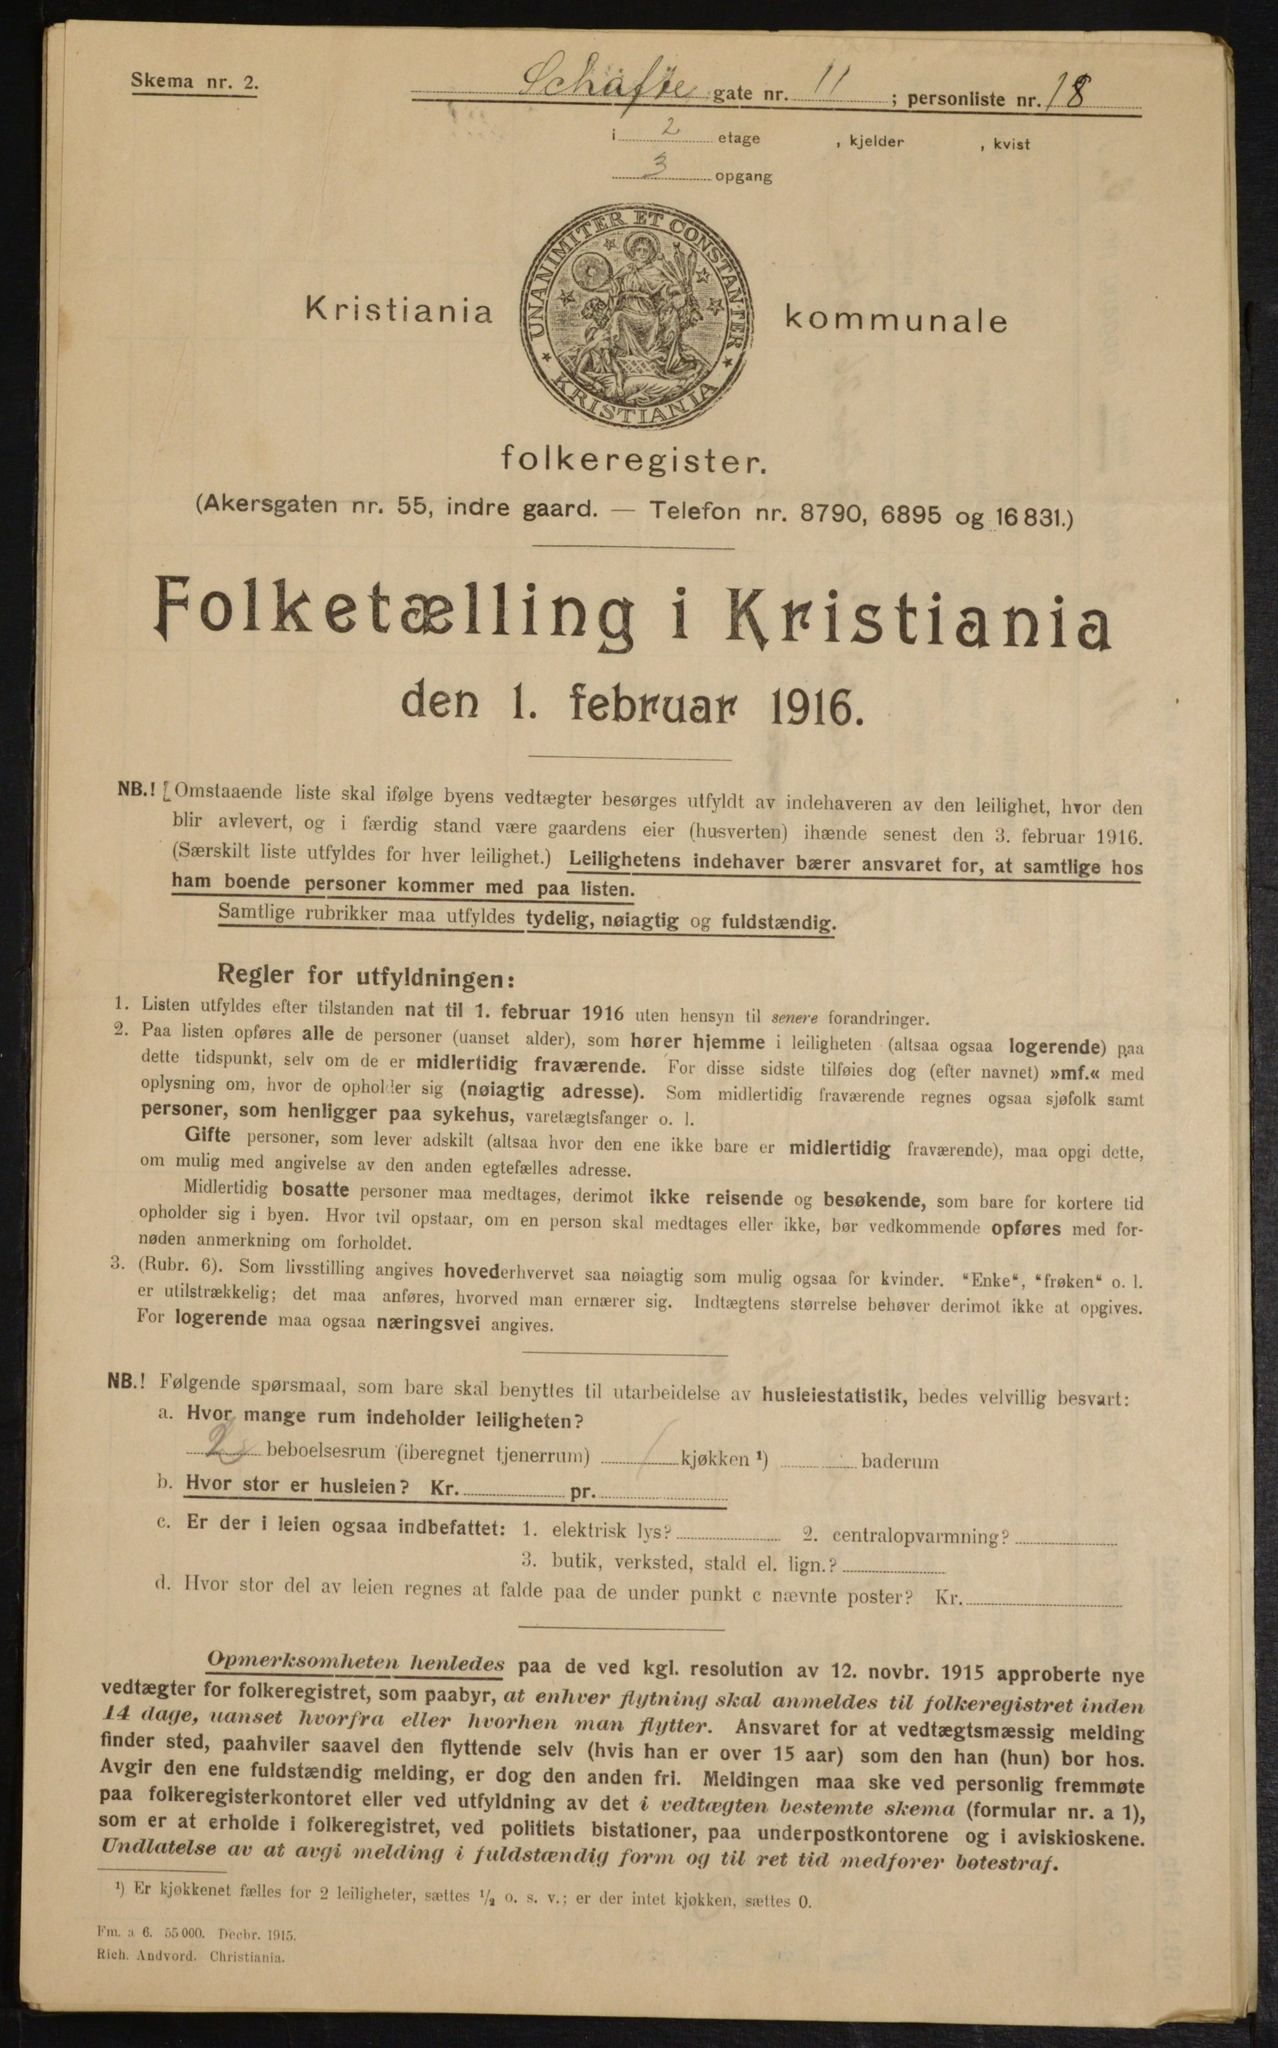 Skema nr. 2.
Schäfte gate nr. 11 ; personliste nr. 18
i 2 etage , kjelder , kvist
3 opgang
UNANIMITER ET CONSTANTER
KRISTIANIA
Kristiania kommunale
folkeregister.
(Akersgaten nr. 55, indre gaard. — Telefon nr. 8790, 6895 og 16 831.)
Folketælling i Kristiania
den 1. februar 1916.
NB.! Omstaaende liste skal ifølge byens vedtægter besørges utfyldt av indehaveren av den leilighet, hvor den
blir avlevert, og i færdig stand være gaardens eier (husverten) ihænde senest den 3. februar 1916.
(Særskilt liste utfyldes for hver leilighet.) Leilighetens indehaver bærer ansvaret for, at samtlige hos
ham boende personer kommer med paa listen.
Samtlige rubrikker maa utfyldes tydelig, nøiagtig og fuldstændig.
Regler for utfyldningen:
1. Listen utfyldes efter tilstanden nat til 1. februar 1916 uten hensyn til senere forandringer.
2. Paa listen opføres alle de personer (uanset alder), som hører hjemme i leiligheten (altsaa ogsaa logerende) paa
dette tidspunkt, selv om de er midlertidig fraværende. For disse sidste tilføies dog (efter navnet) »mf.« med
oplysning om, hvor de opholder sig (nøiagtig adresse). Som midlertidig fraværende regnes ogsaa sjøfolk samt
personer, som henligger paa sykehus, varetægtsfanger o. l.
Gifte personer, som lever adskilt (altsaa hvor den ene ikke bare er midlertidig fraværende), maa opgi dette,
om mulig med angivelse av den anden egtefælles adresse.
Midlertidig bosatte personer maa medtages, derimot ikke reisende og besøkende, som bare for kortere tid
opholder sig i byen. Hvor tvil opstaar, om en person skal medtages eller ikke, bør vedkommende opføres med for-
nøden anmerkning om forholdet.
3. (Rubr. 6). Som livsstilling angives hovederhvervet saa nøiagtig som mulig ogsaa for kvinder. "Enke", "frøken" o. l.
er utilstrækkelig; det maa anføres, hvorved man ernærer sig. Indtægtens størrelse behøver derimot ikke at opgives.
For logerende maa ogsaa næringsvei angives.
NB.! Følgende spørsmaal, som bare skal benyttes til utarbeidelse av husleiestatistik, bedes velvillig besvart:
a. Hvor mange rum indeholder leiligheten?
2 beboelsesrum (iberegnet tjenerrum) / kjøkken ¹) baderum
b. Hvor stor er husleien? Kr. pr.
c. Er der i leien ogsaa indbefattet: 1. elektrisk lys? 2. centralopvarmning?
3. butik, verksted, stald el. lign.?
d. Hvor stor del av leien regnes at falde paa de under punkt c nævnte poster? Kr.
Opmerksomheten henledes paa de ved kgl. resolution av 12. novbr. 1915 approberte nye
vedtægter for folkeregistret, som paabyr, at enhver flytning skal anmeldes til folkeregistret inden
14 dage, uanset hvorfra eller hvorhen man flytter. Ansvaret for at vedtægtsmæssig melding
finder sted, paahviler saavel den flyttende selv (hvis han er over 15 aar) som den han (hun) bor hos.
Avgir den ene fuldstændig melding, er dog den anden fri. Meldingen maa ske ved personlig fremmøte
paa folkeregisterkontoret eller ved utfyldning av det i vedtægten bestemte skema (formular nr. a 1),
som er at erholde i folkeregistret, ved politiets bistationer, paa underpostkontorene og i aviskioskene.
Undlatelse av at avgi melding i fuldstændig form og til ret tid medfører bøtestraf.
¹) Er kjøkkenet fælles for 2 leiligheter, sættes ½ o. s. v.; er der intet kjøkken, sættes 0.
Fm. a 6. 55 000. Decbr. 1915.
Rich. Andvord. Christiania.